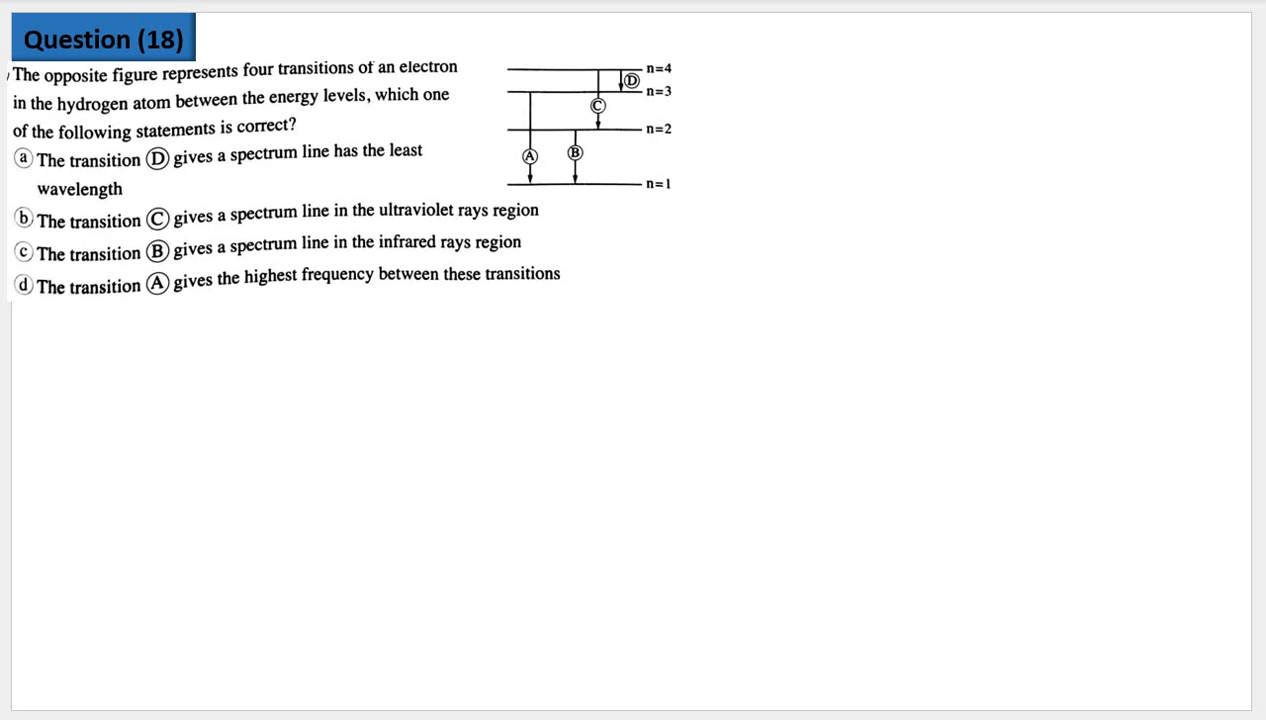 Question (18)
The opposite figure represents four transitions of an electron
in the hydrogen atom between the energy levels, which one
of the following statements is correct?
ⓐ The transition Ⓓ gives a spectrum line has the least
wavelength
ⓑ The transition Ⓒ gives a spectrum line in the ultraviolet rays region
ⓒ The transition Ⓑ gives a spectrum line in the infrared rays region
ⓓ The transition Ⓐ gives the highest frequency between these transitions
n=4
Ⓓ
n=3
Ⓒ
n=2
Ⓐ Ⓑ
n=1